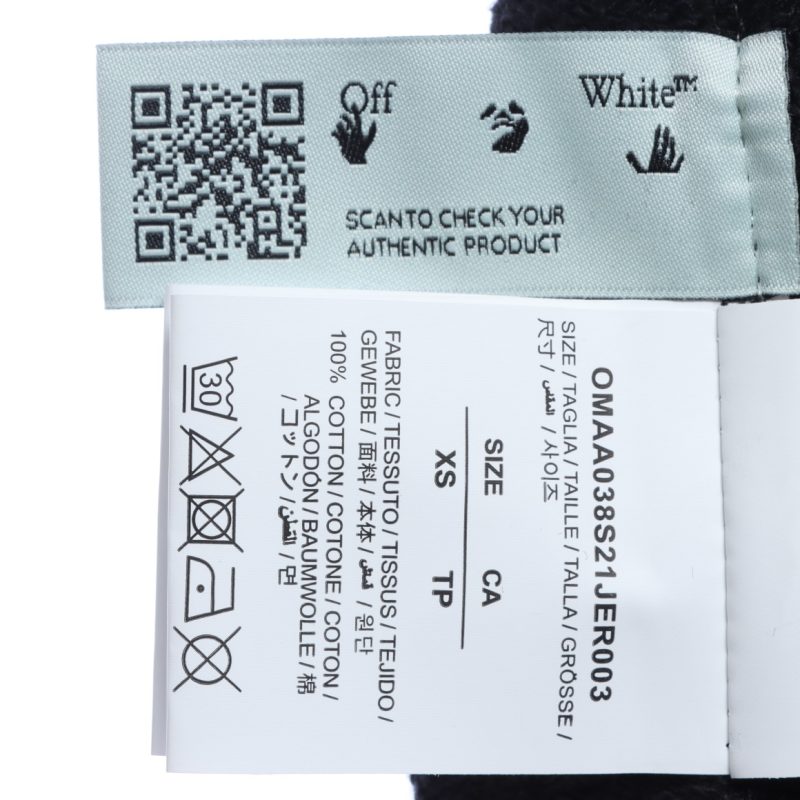 Off White™
SCAN TO CHECK YOUR
AUTHENTIC PRODUCT
OMAA038S21JER003
SIZE / TAGLIA / TAILLE / TALLA / GRÖSSE /
尺寸 / المقاس / 사이즈
SIZE CA
XS TP
FABRIC / TESSUTO / TISSUS / TEJIDO /
GEWEBE / 面料 / 本体 / قماش / 원단
100% COTTON / COTONE / COTON /
ALGODÓN / BAUMWOLLE / 棉
/ コットン / القطن / 면
30